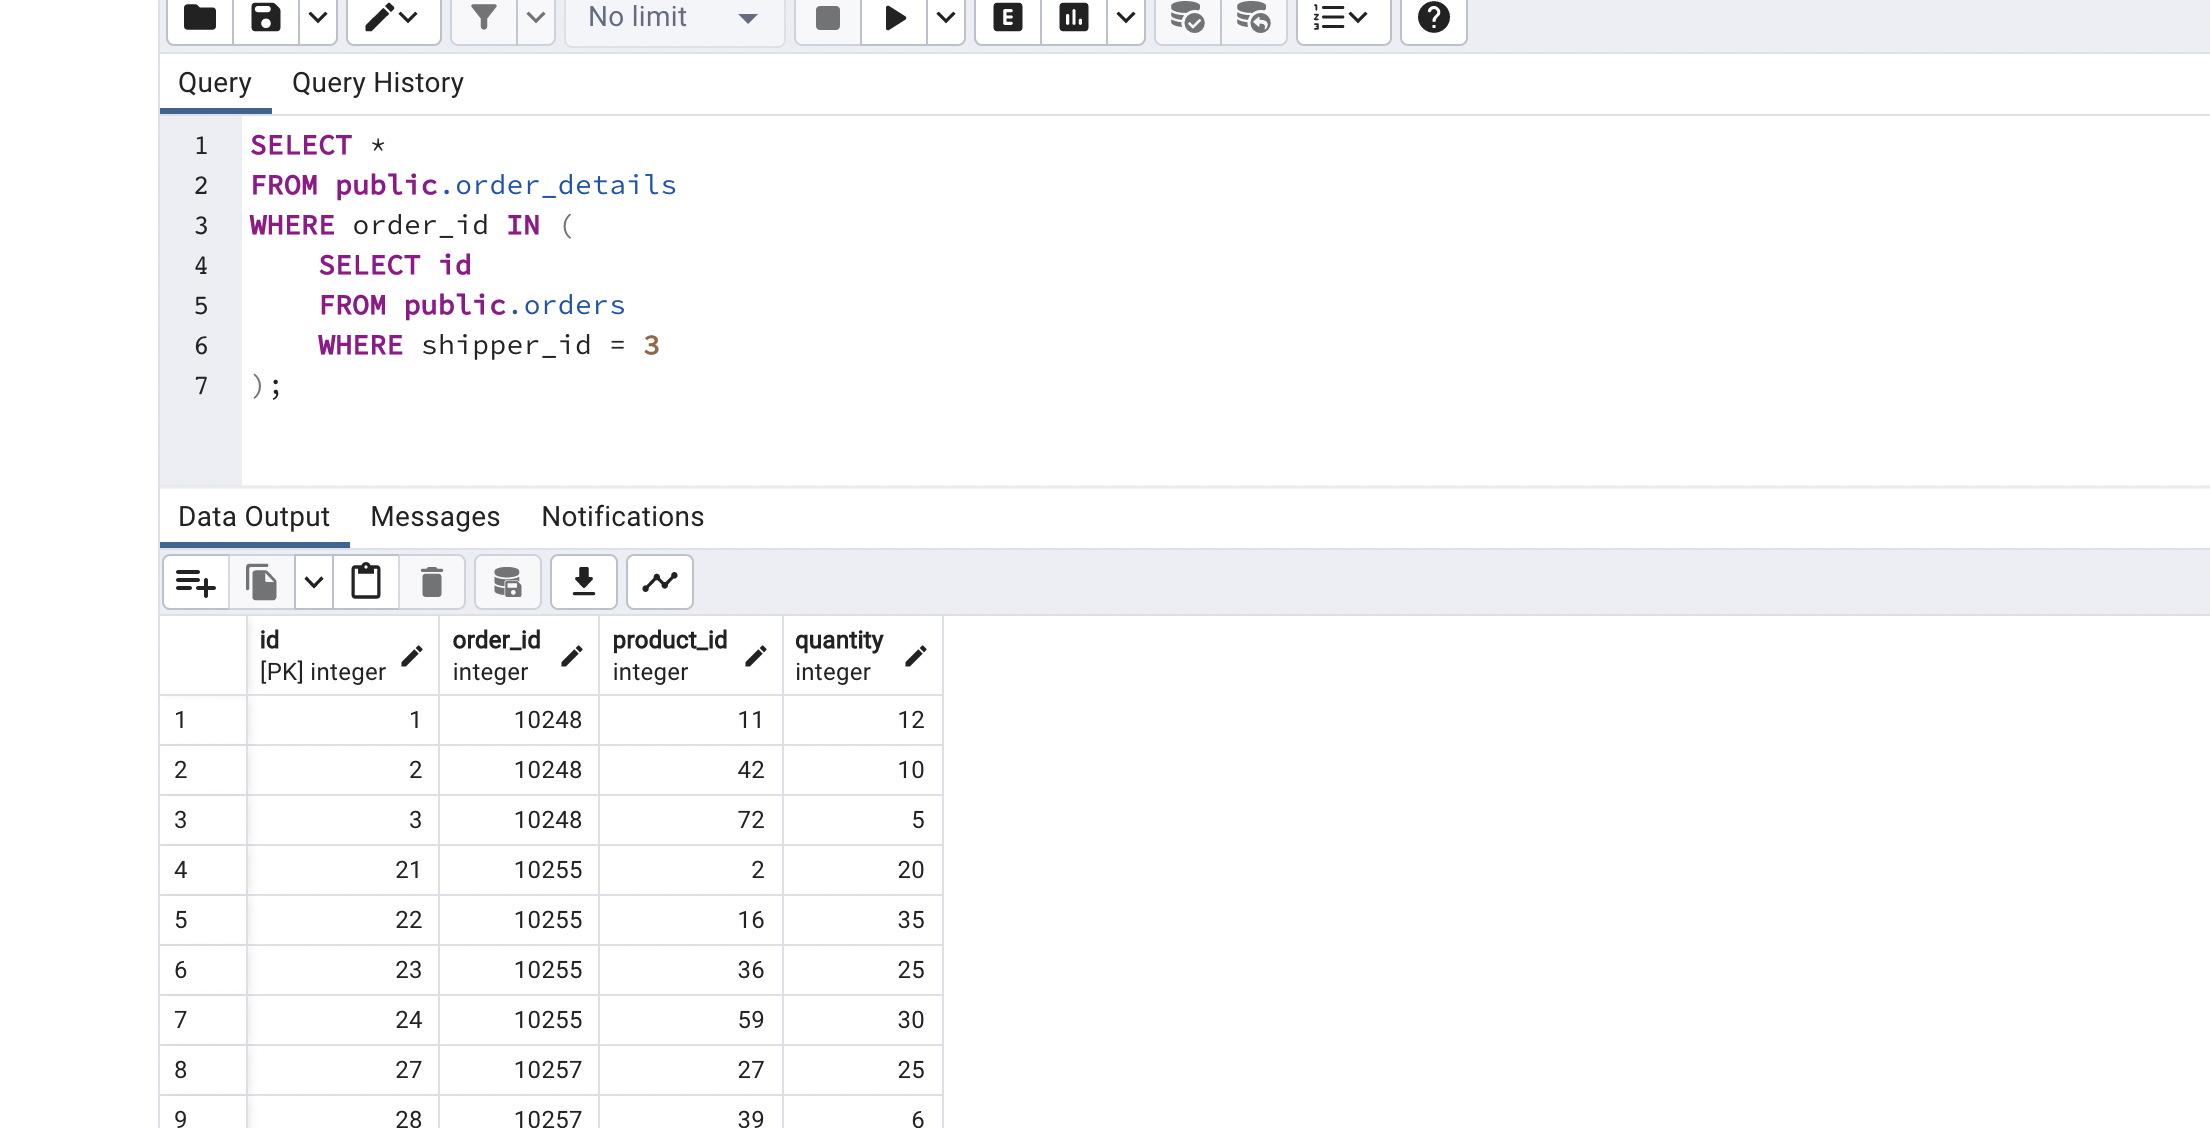 No limit
E
Query Query History
1 SELECT *
2 FROM public.order_details
3 WHERE order_id IN (
4 SELECT id
5 FROM public.orders
6 WHERE shipper_id = 3
7 );
Data Output Messages Notifications
id order_id product_id quantity
[PK] integer integer integer integer
1 1 10248 11 12
2 2 10248 42 10
3 3 10248 72 5
4 21 10255 2 20
5 22 10255 16 35
6 23 10255 36 25
7 24 10255 59 30
8 27 10257 27 25
9 28 10257 39 6